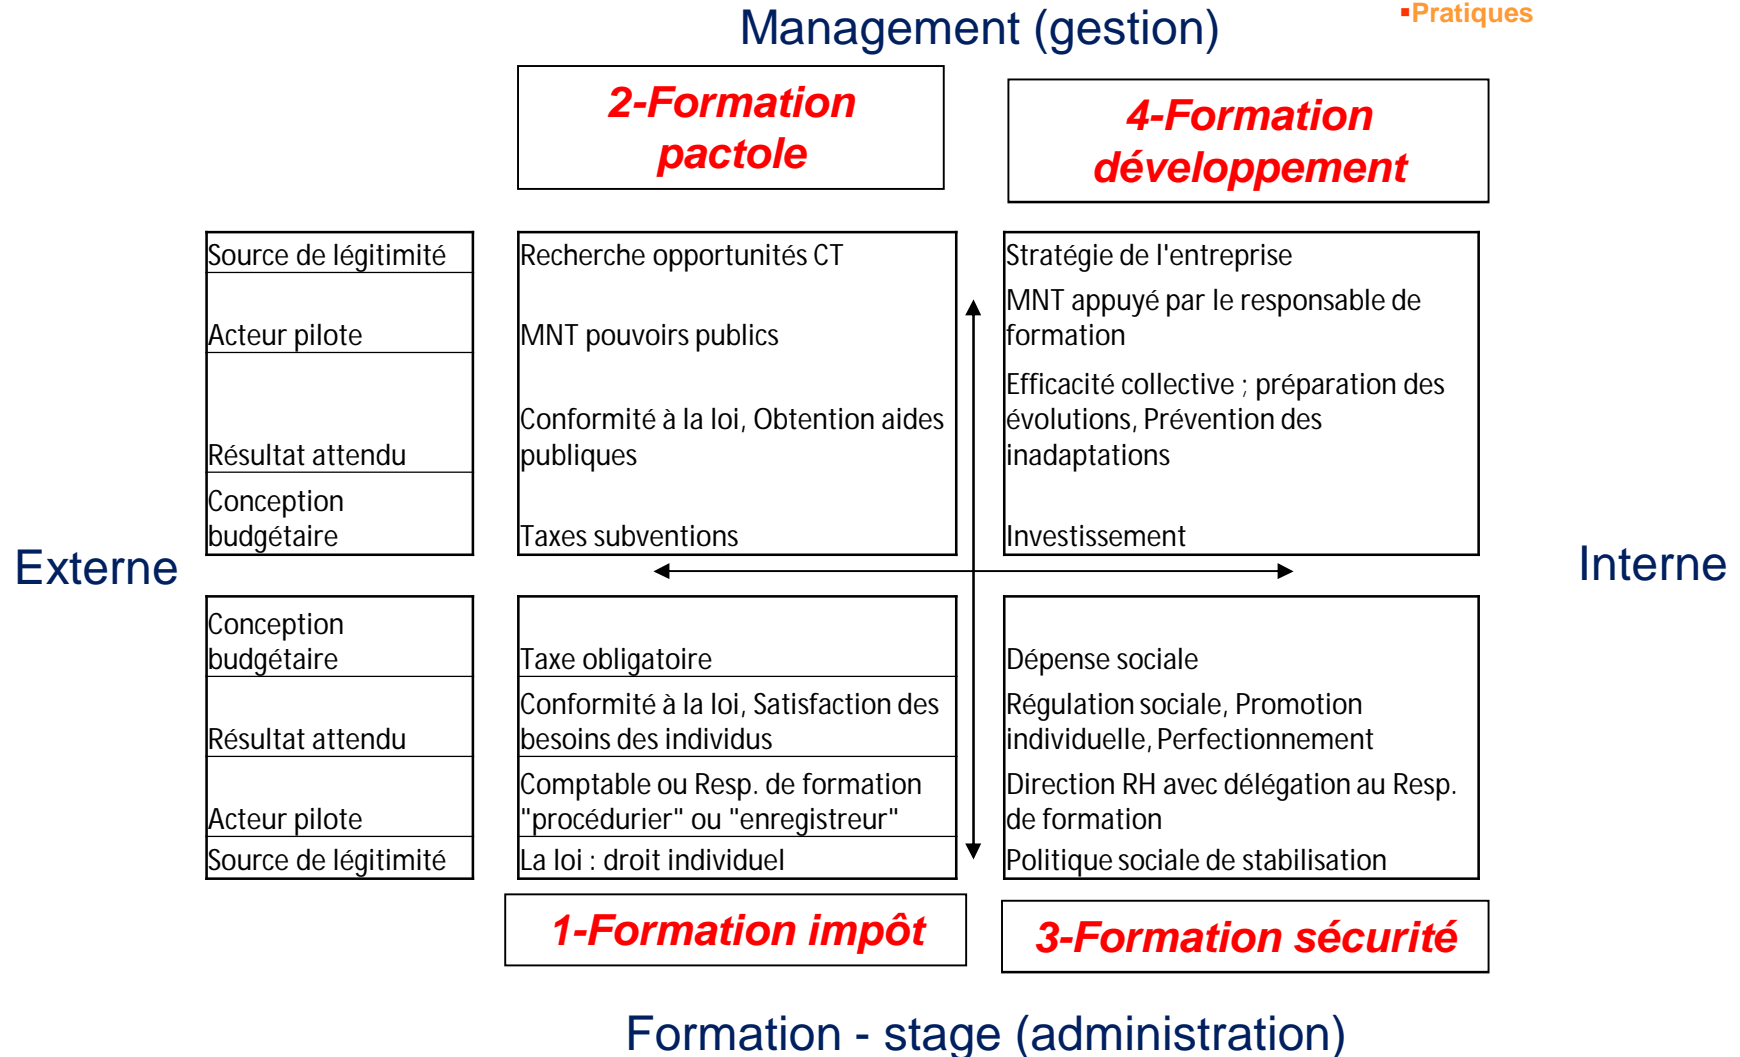 ▪Pratiques
Management (gestion)
2-Formation
pactole
4-Formation
développement
Source de légitimité
Recherche opportunités CT
Stratégie de l'entreprise
Acteur pilote
MNT pouvoirs publics
MNT appuyé par le responsable de
formation
Résultat attendu
Conformité à la loi, Obtention aides
publiques
Efficacité collective ; préparation des
évolutions, Prévention des
inadaptations
Conception
budgétaire
Taxes subventions
Investissement
Externe
Interne
Conception
budgétaire
Taxe obligatoire
Dépense sociale
Résultat attendu
Conformité à la loi, Satisfaction des
besoins des individus
Régulation sociale, Promotion
individuelle, Perfectionnement
Acteur pilote
Comptable ou Resp. de formation
"procédurier" ou "enregistreur"
Direction RH avec délégation au Resp.
de formation
Source de légitimité
La loi : droit individuel
Politique sociale de stabilisation
1-Formation impôt
3-Formation sécurité
Formation - stage (administration)